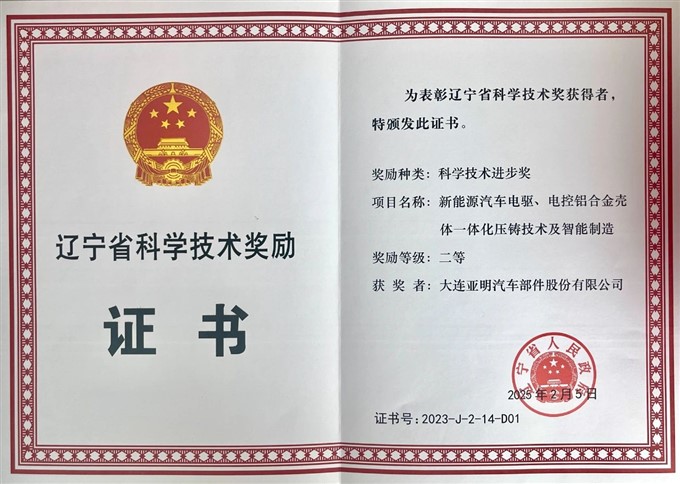 辽宁省科学技术奖励
证书
为表彰辽宁省科学技术奖获得者，
特颁发此证书。
奖励种类：科学技术进步奖
项目名称：新能源汽车电驱、电控铝合金壳
体一体化压铸技术及智能制造
奖励等级：二等
获 奖 者：大连亚明汽车部件股份有限公司
辽宁省人民政府
2025年2月5日
证书号：2023-J-2-14-D01